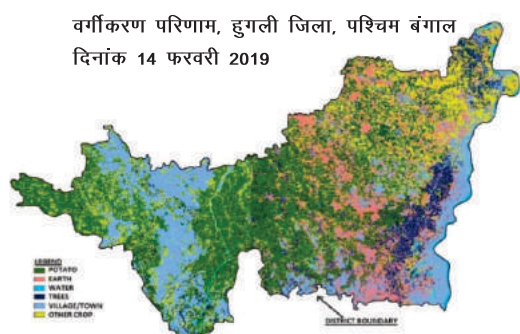 वर्गीकरण परिणाम, हुगली जिला, पश्चिम बंगाल
दिनांक 14 फरवरी 2019
LEGEND
POTATO
EARTH
WATER
TREES
VILLAGE/TOWN
OTHER CROP
DISTRICT BOUNDARY